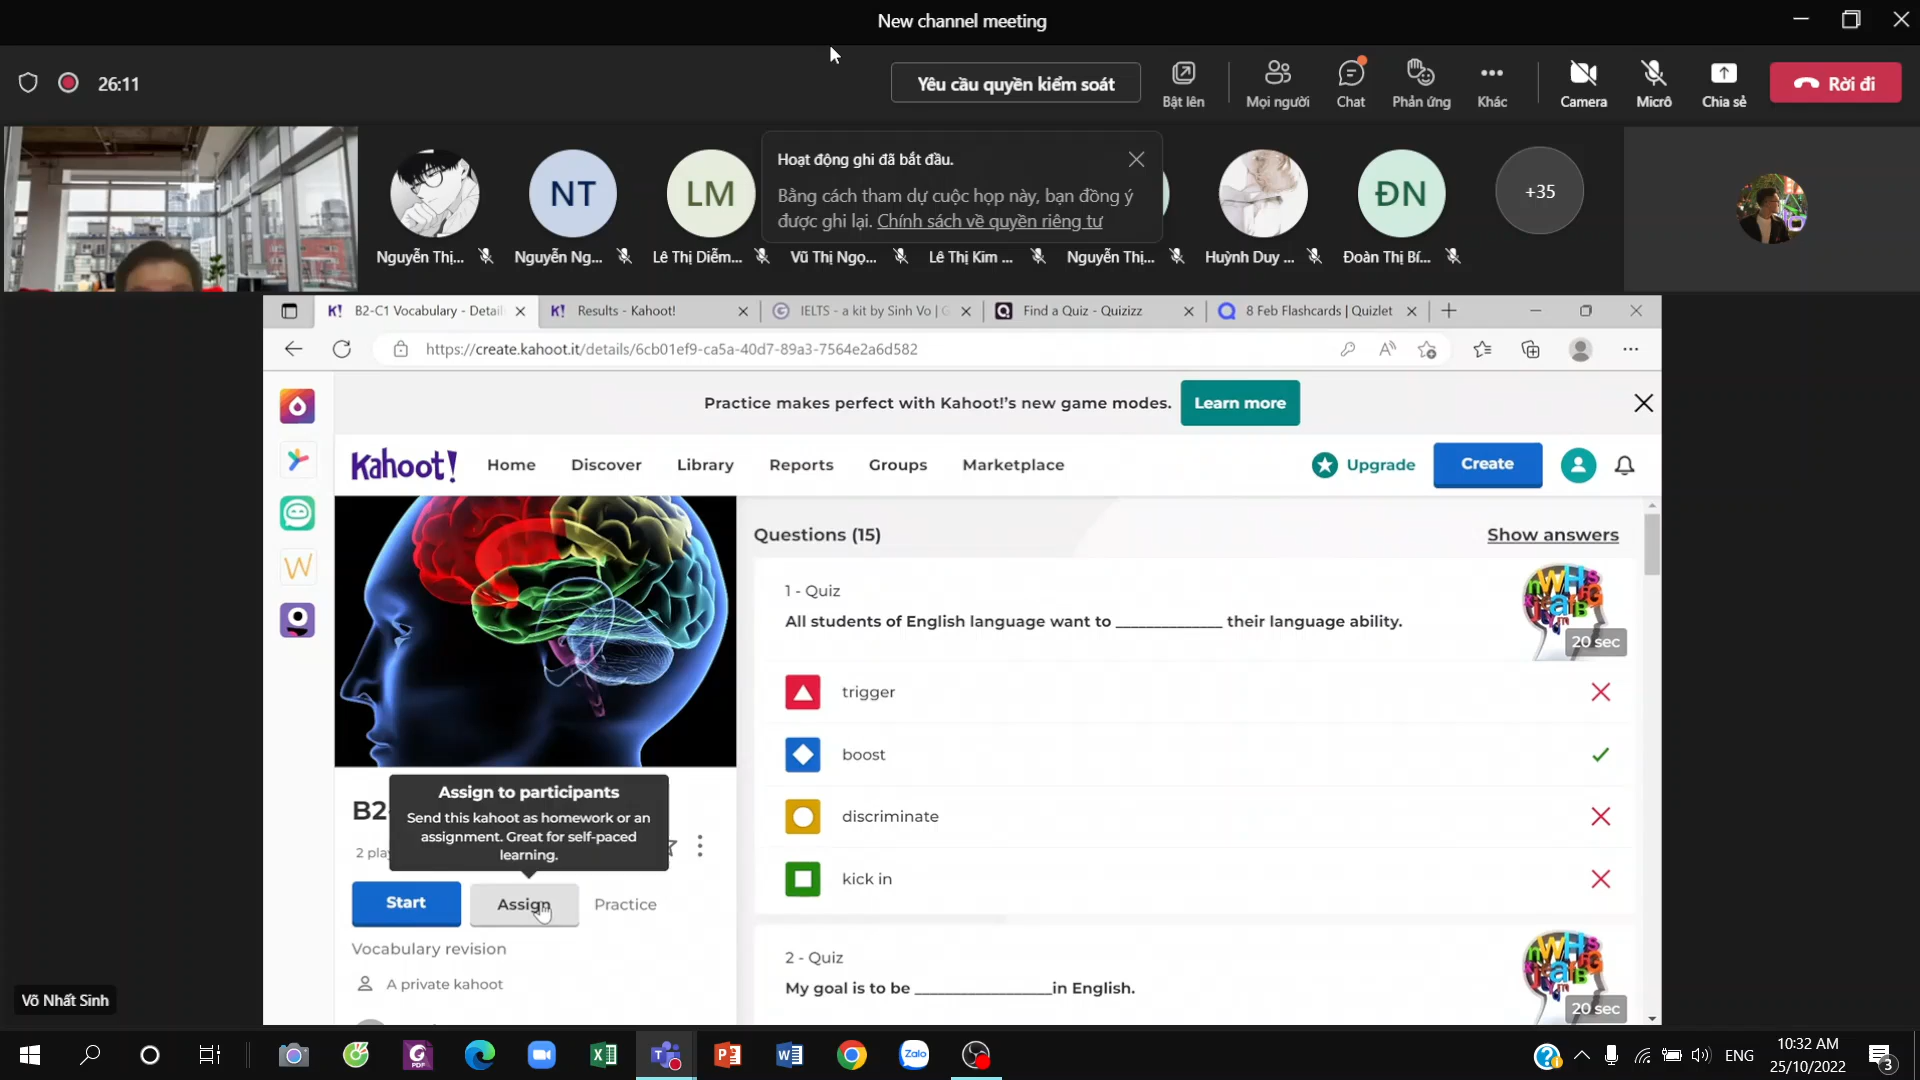 New channel meeting
26:11
Yêu cầu quyền kiểm soát
Bật lên
Mọi người
Chat
Phản ứng
Khác
Camera
Micrô
Chia sẻ
Rời đi
NT
LM
ĐN
+35
Hoạt động ghi đã bắt đầu.
Bằng cách tham dự cuộc họp này, bạn đồng ý
được ghi lại. Chính sách về quyền riêng tư
Nguyễn Thị...
Nguyễn Ng...
Lê Thị Diễm...
Vũ Thị Ngọ...
Lê Thị Kim ...
Nguyễn Thị...
Huỳnh Duy ...
Đoàn Thị Bí...
K! B2-C1 Vocabulary - Detail
K! Results - Kahoot!
IELTS - a kit by Sinh Vo | G
Find a Quiz - Quizizz
8 Feb Flashcards | Quizlet
https://create.kahoot.it/details/6cb01ef9-ca5a-40d7-89a3-7564e2a6d582
Practice makes perfect with Kahoot!’s new game modes.
Learn more
Kahoot!
Home
Discover
Library
Reports
Groups
Marketplace
Upgrade
Create
Questions (15)
Show answers
1 - Quiz
All students of English language want to ______________ their language ability.
20 sec
trigger
boost
discriminate
kick in
2 - Quiz
My goal is to be __________________in English.
20 sec
Assign to participants
Send this kahoot as homework or an
assignment. Great for self-paced
learning.
B2-
2 play
Start
Assign
Practice
Vocabulary revision
A private kahoot
Võ Nhất Sinh
ENG
10:32 AM
25/10/2022
3
Zalo